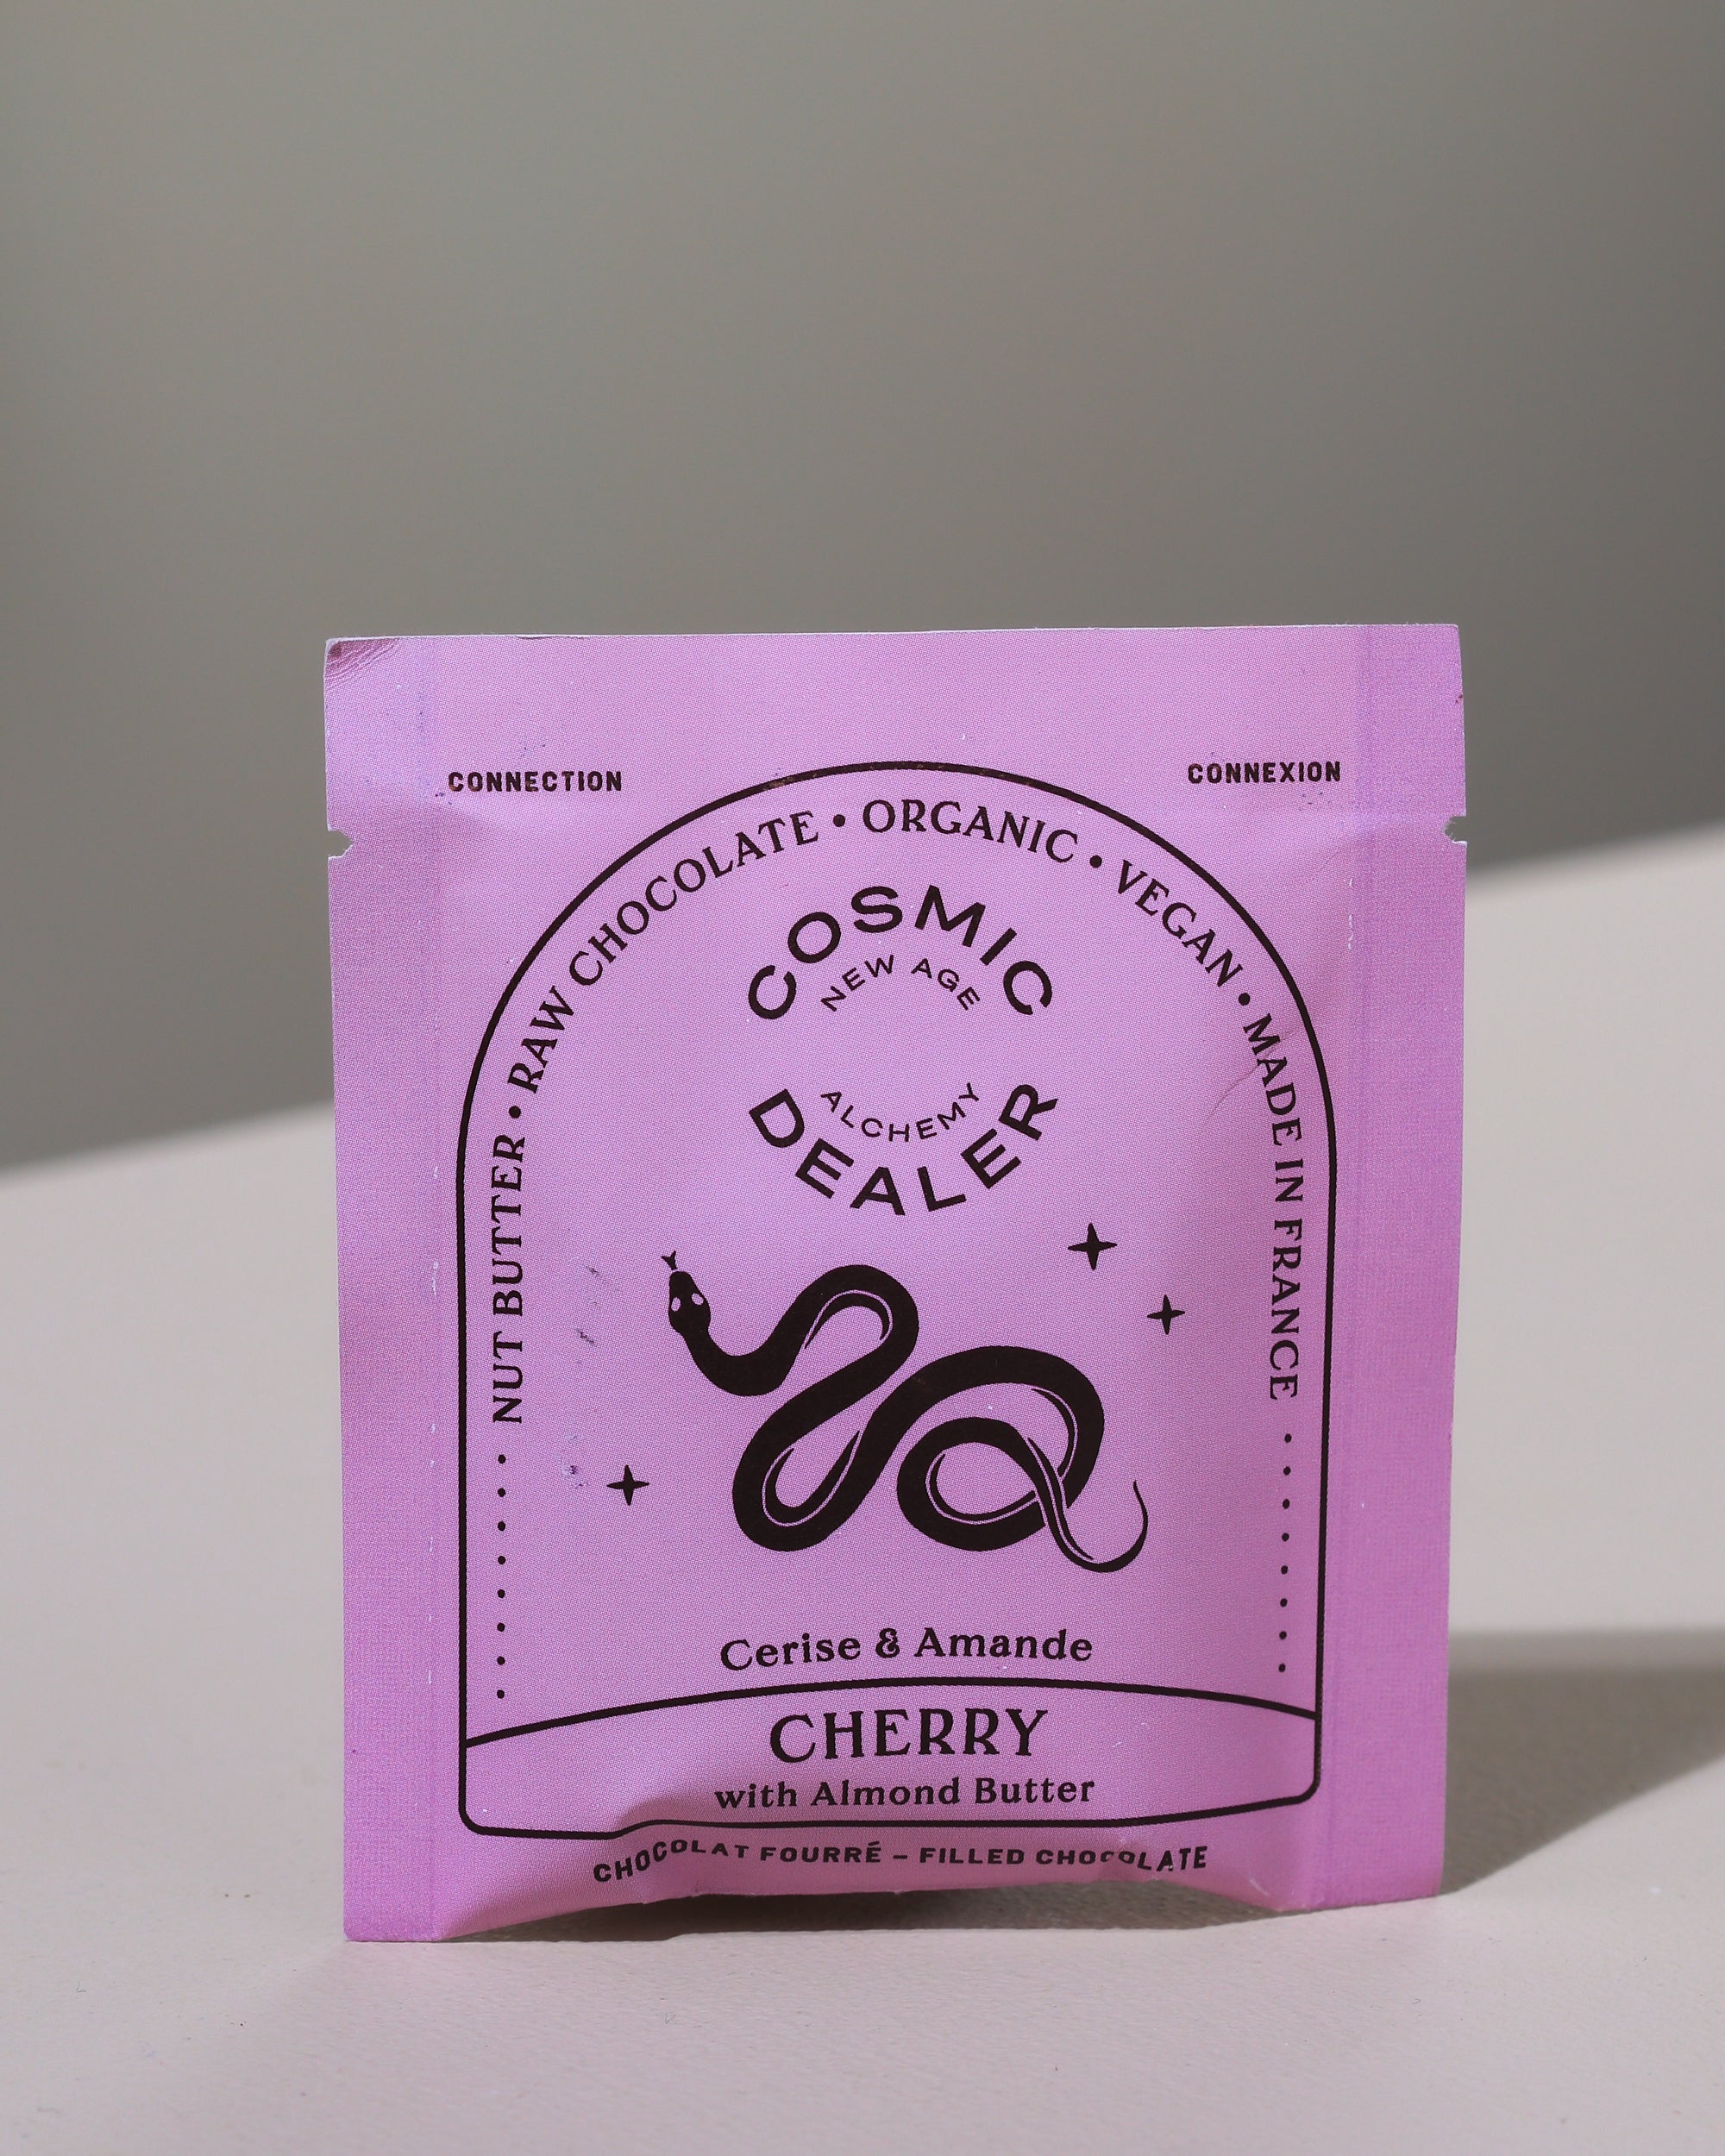 CONNECTION
CONNEXION
NUT BUTTER • RAW CHOCOLATE • ORGANIC • VEGAN • MADE IN FRANCE
COSMIC
NEW AGE
ALCHEMY
DEALER
Cerise & Amande
CHERRY
with Almond Butter
CHOCOLAT FOURRÉ – FILLED CHOCOLATE